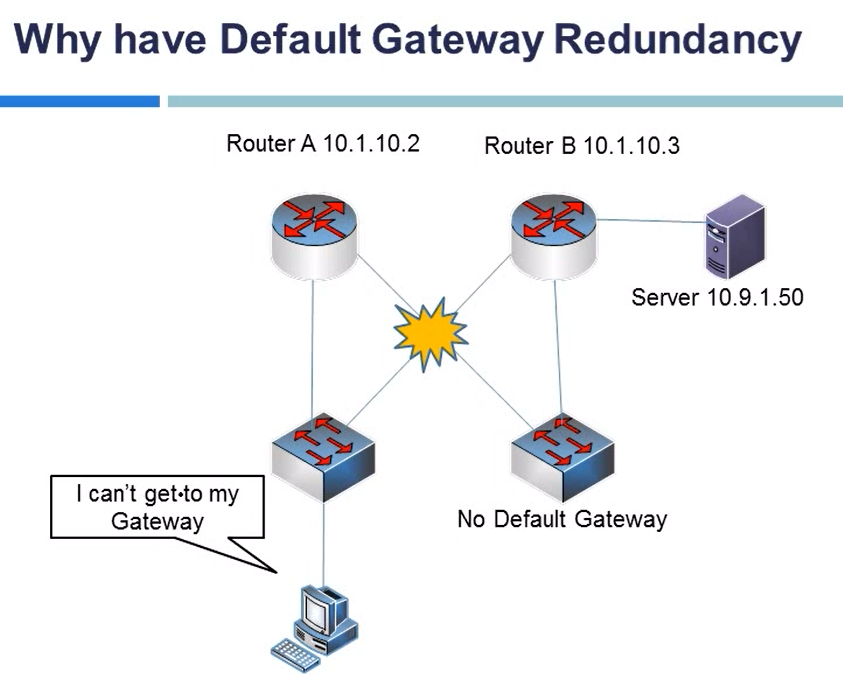 Why have Default Gateway Redundancy
Router A 10.1.10.2
Router B 10.1.10.3
Server 10.9.1.50
I can't get•to my
Gateway
No Default Gateway